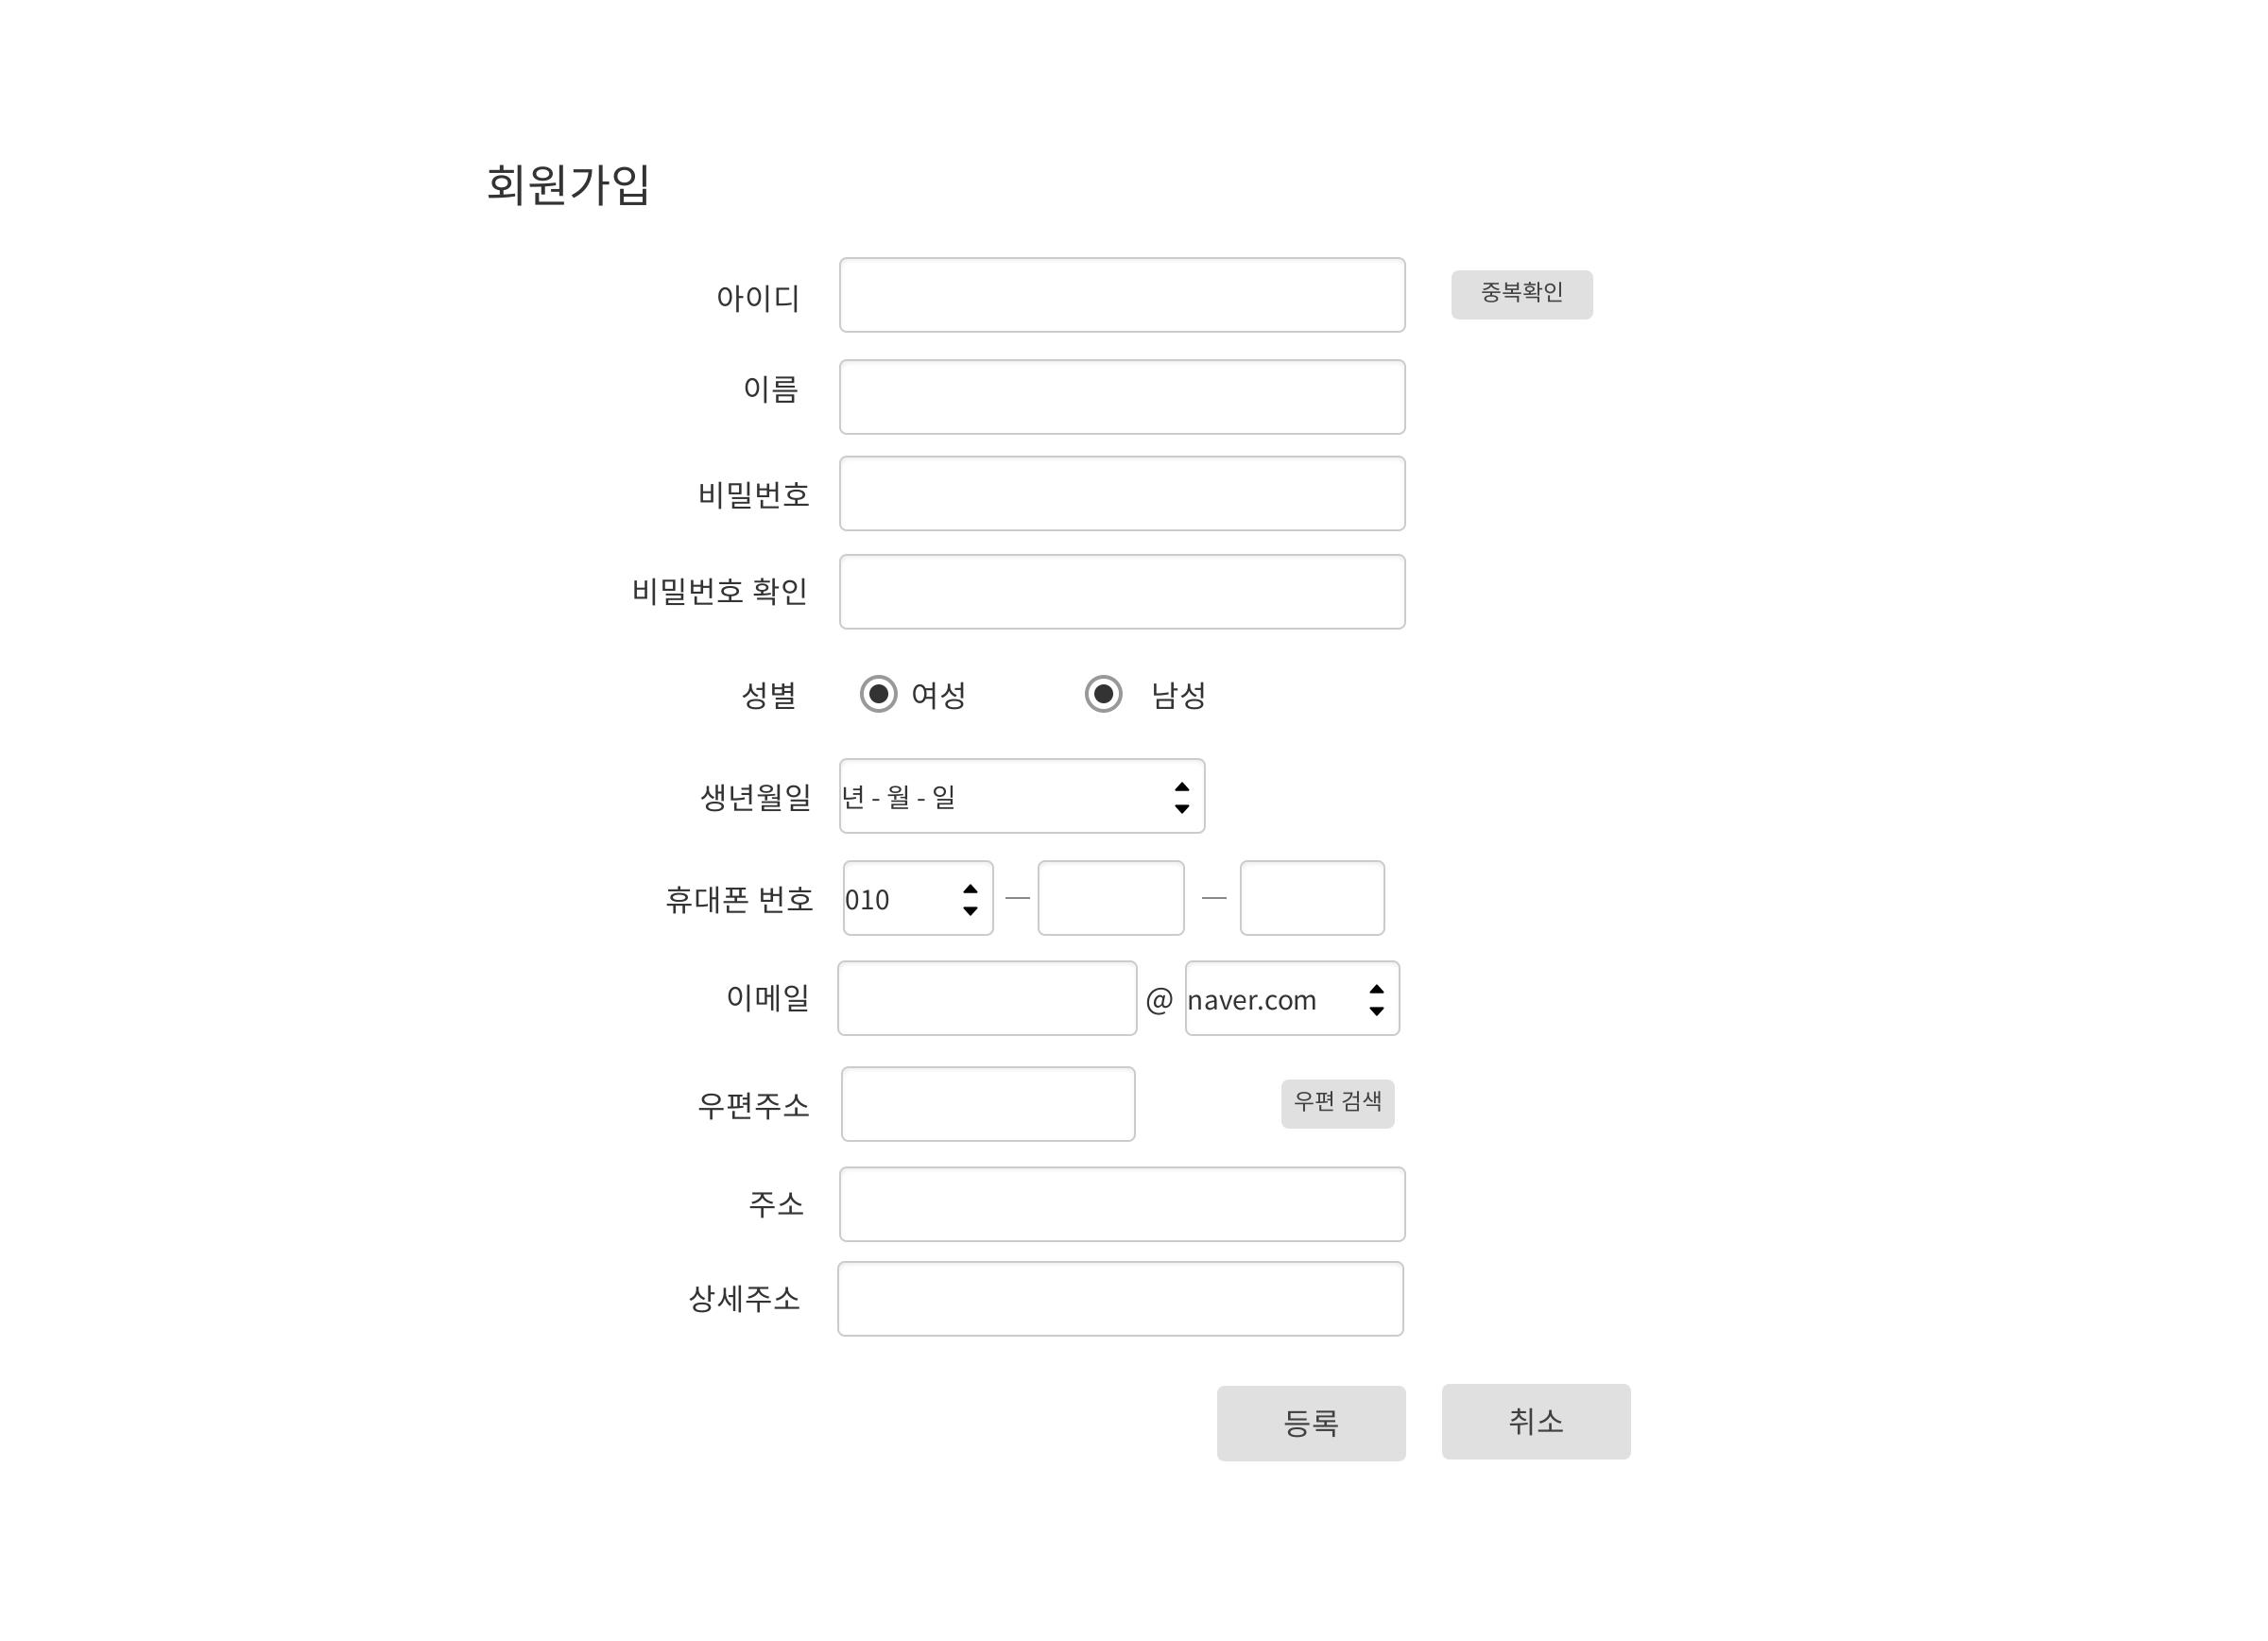 회원가입
아이디 중복확인
이름
비밀번호
비밀번호 확인
성별 여성 남성
생년월일 년 - 월 - 일
휴대폰 번호 010 — —
이메일 @ naver.com
우편주소 우편 검색
주소
상세주소
등록 취소